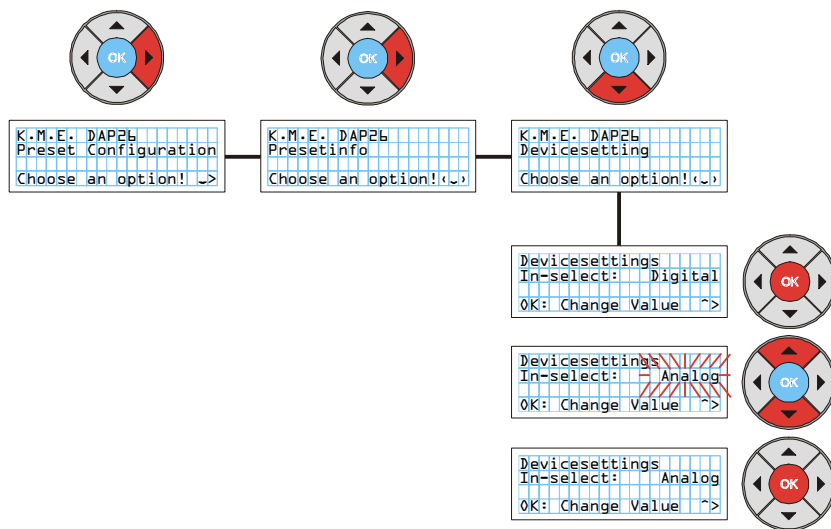 OK
OK
OK
K.M.E. DAP26
Preset Configuration
Choose an option! ⌣>
K.M.E. DAP26
Presetinfo
Choose an option!‹⌣›
K.M.E. DAP26
Devicesetting
Choose an option!‹⌣›
Devicesettings
In-select: Digital
OK: Change Value ^>
OK
Devicesettings
In-select: Analog
OK: Change Value ^>
OK
Devicesettings
In-select: Analog
OK: Change Value ^>
OK